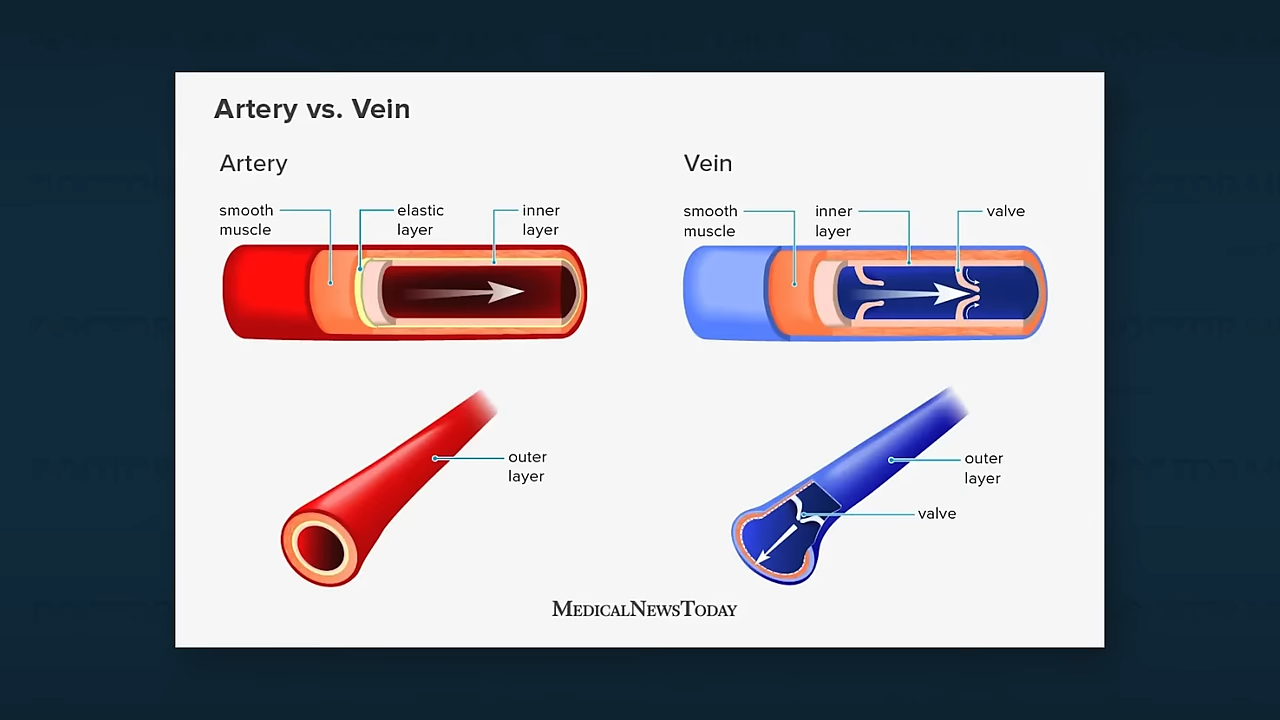 Artery vs. Vein
Artery
smooth
muscle
elastic
layer
inner
layer
outer
layer
Vein
smooth
muscle
inner
layer
valve
outer
layer
valve
MEDICALNEWSTODAY